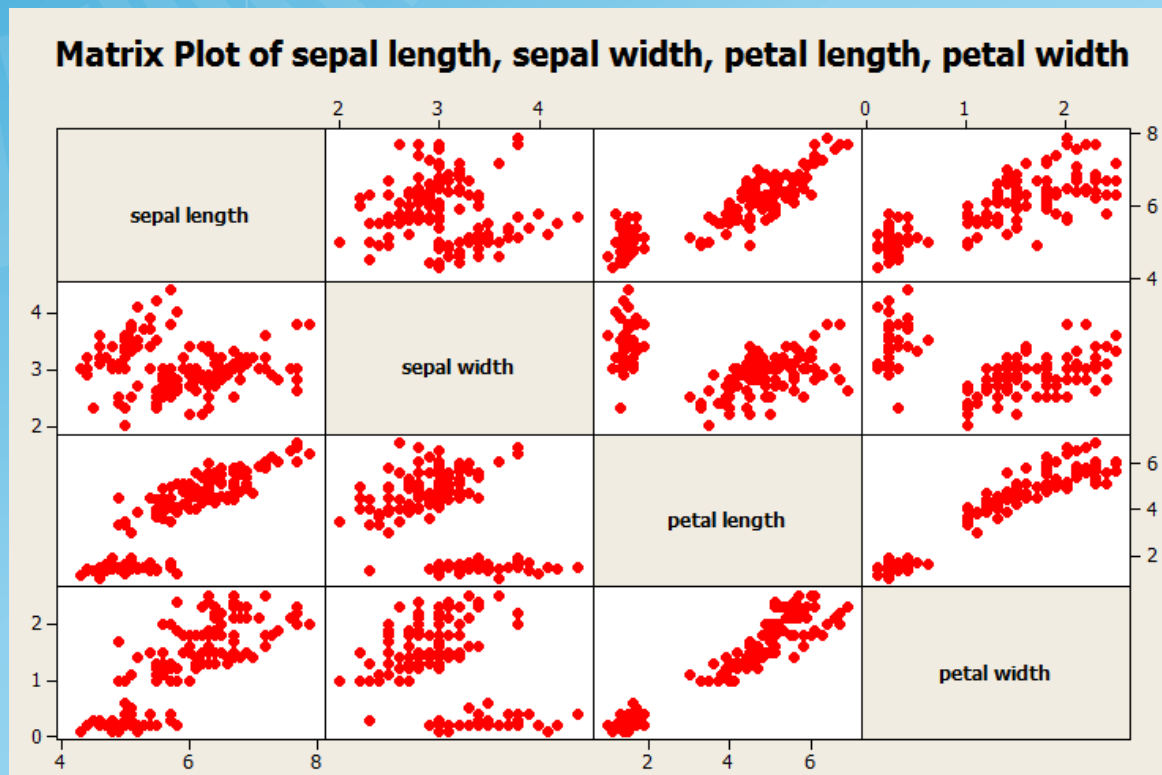 Matrix Plot of sepal length, sepal width, petal length, petal width
2 3 4 0 1 2
8
sepal length
6
4
4
sepal width
3
2
6
petal length
4
2
2
petal width
1
0
4 6 8 2 4 6